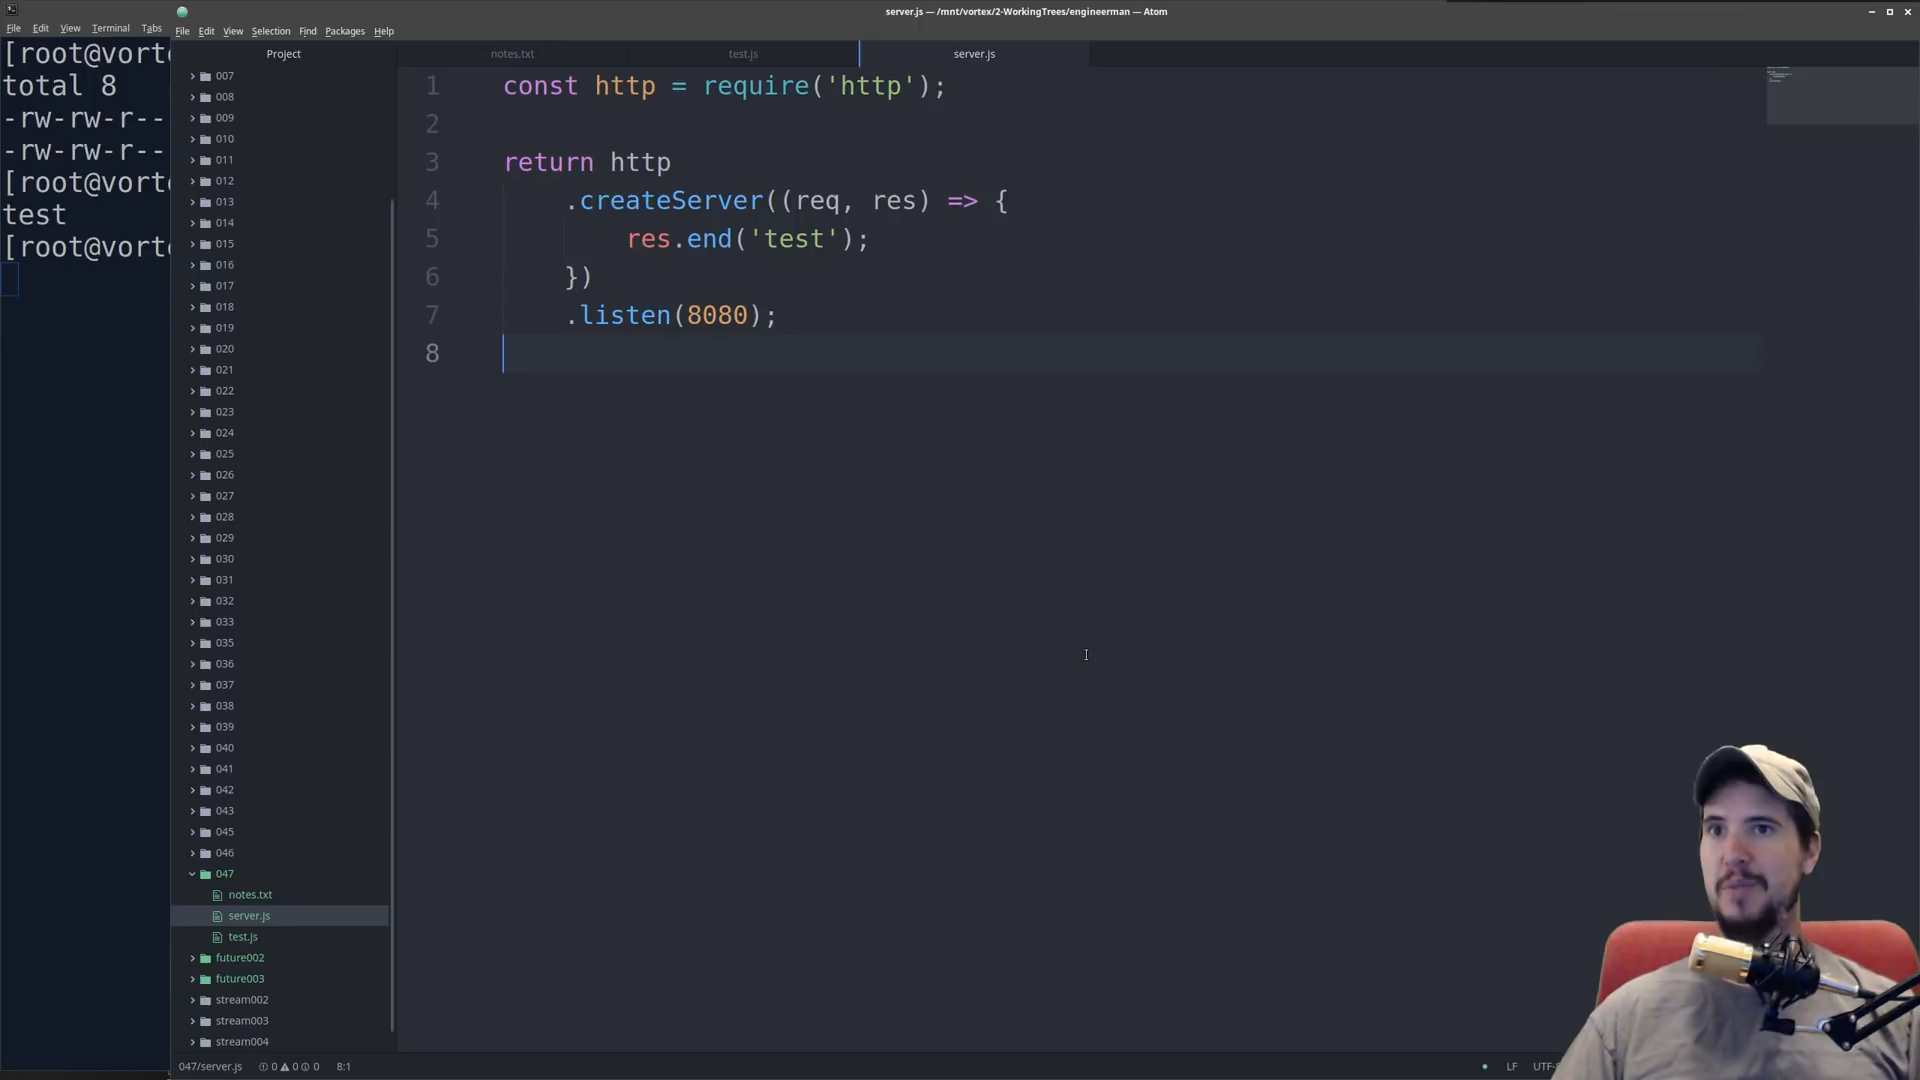 server.js — /mnt/vortex/2-WorkingTrees/engineerman — Atom
File Edit View Terminal Tabs
[root@vort
total 8
-rw-rw-r--
-rw-rw-r--
[root@vort
test
[root@vort
File Edit View Selection Find Packages Help
Project
007
008
009
010
011
012
013
014
015
016
017
018
019
020
021
022
023
024
025
026
027
028
029
030
031
032
033
035
036
037
038
039
040
041
042
043
045
046
047
notes.txt
server.js
test.js
future002
future003
stream002
stream003
stream004
notes.txt test.js server.js
1 const http = require('http');
2
3 return http
4 .createServer((req, res) => {
5 res.end('test');
6 })
7 .listen(8080);
8
047/server.js 0 0 0 8:1 LF UTF-